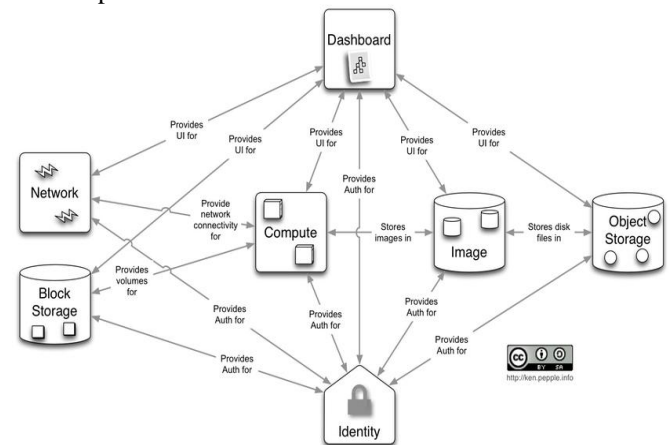 Dashboard
Provides
UI for
Provides
UI for
Provides
UI for
Provides
UI for
Provides
UI for
Provides
Auth for
Network
Provide
network
connectivity
for
Compute
Stores
images in
Image
Stores disk
files in
Object
Storage
Block
Storage
Provides
volumes
for
Provides
Auth for
Provides
Auth for
Provides
Auth for
Provides
Auth for
Provides
Auth for
Identity
cc
BY SA
http://ken.pepple.info